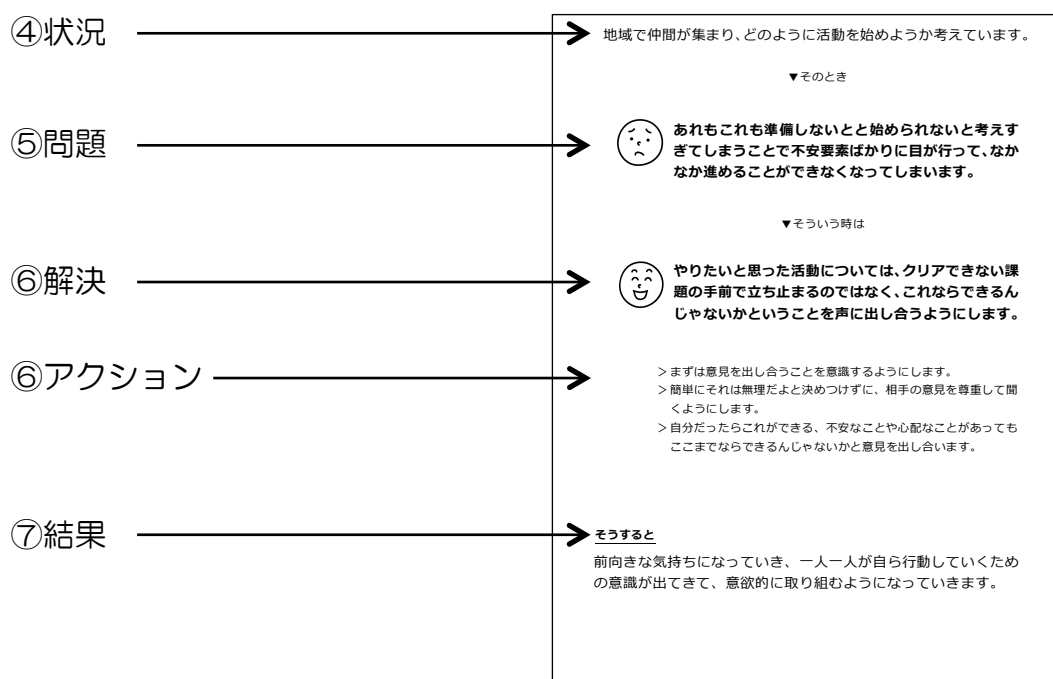 ④状況
地域で仲間が集まり、どのように活動を始めようか考えています。
▼そのとき
⑤問題
あれもこれも準備しないとと始められないと考えす
ぎてしまうことで不安要素ばかりに目が行って、なか
なか進めることができなくなってしまいます。
▼そういう時は
⑥解決
やりたいと思った活動については、クリアできない課
題の手前で立ち止まるのではなく、これならできるん
じゃないかということを声に出し合うようにします。
⑥アクション
＞まずは意見を出し合うことを意識するようにします。
＞簡単にそれは無理だよと決めつけずに、相手の意見を尊重して聞
くようにします。
＞自分だったらこれができる、不安なことや心配なことがあっても
ここまでならできるんじゃないかと意見を出し合います。
⑦結果
そうすると
前向きな気持ちになっていき、一人一人が自ら行動していくため
の意識が出てきて、意欲的に取り組むようになっていきます。